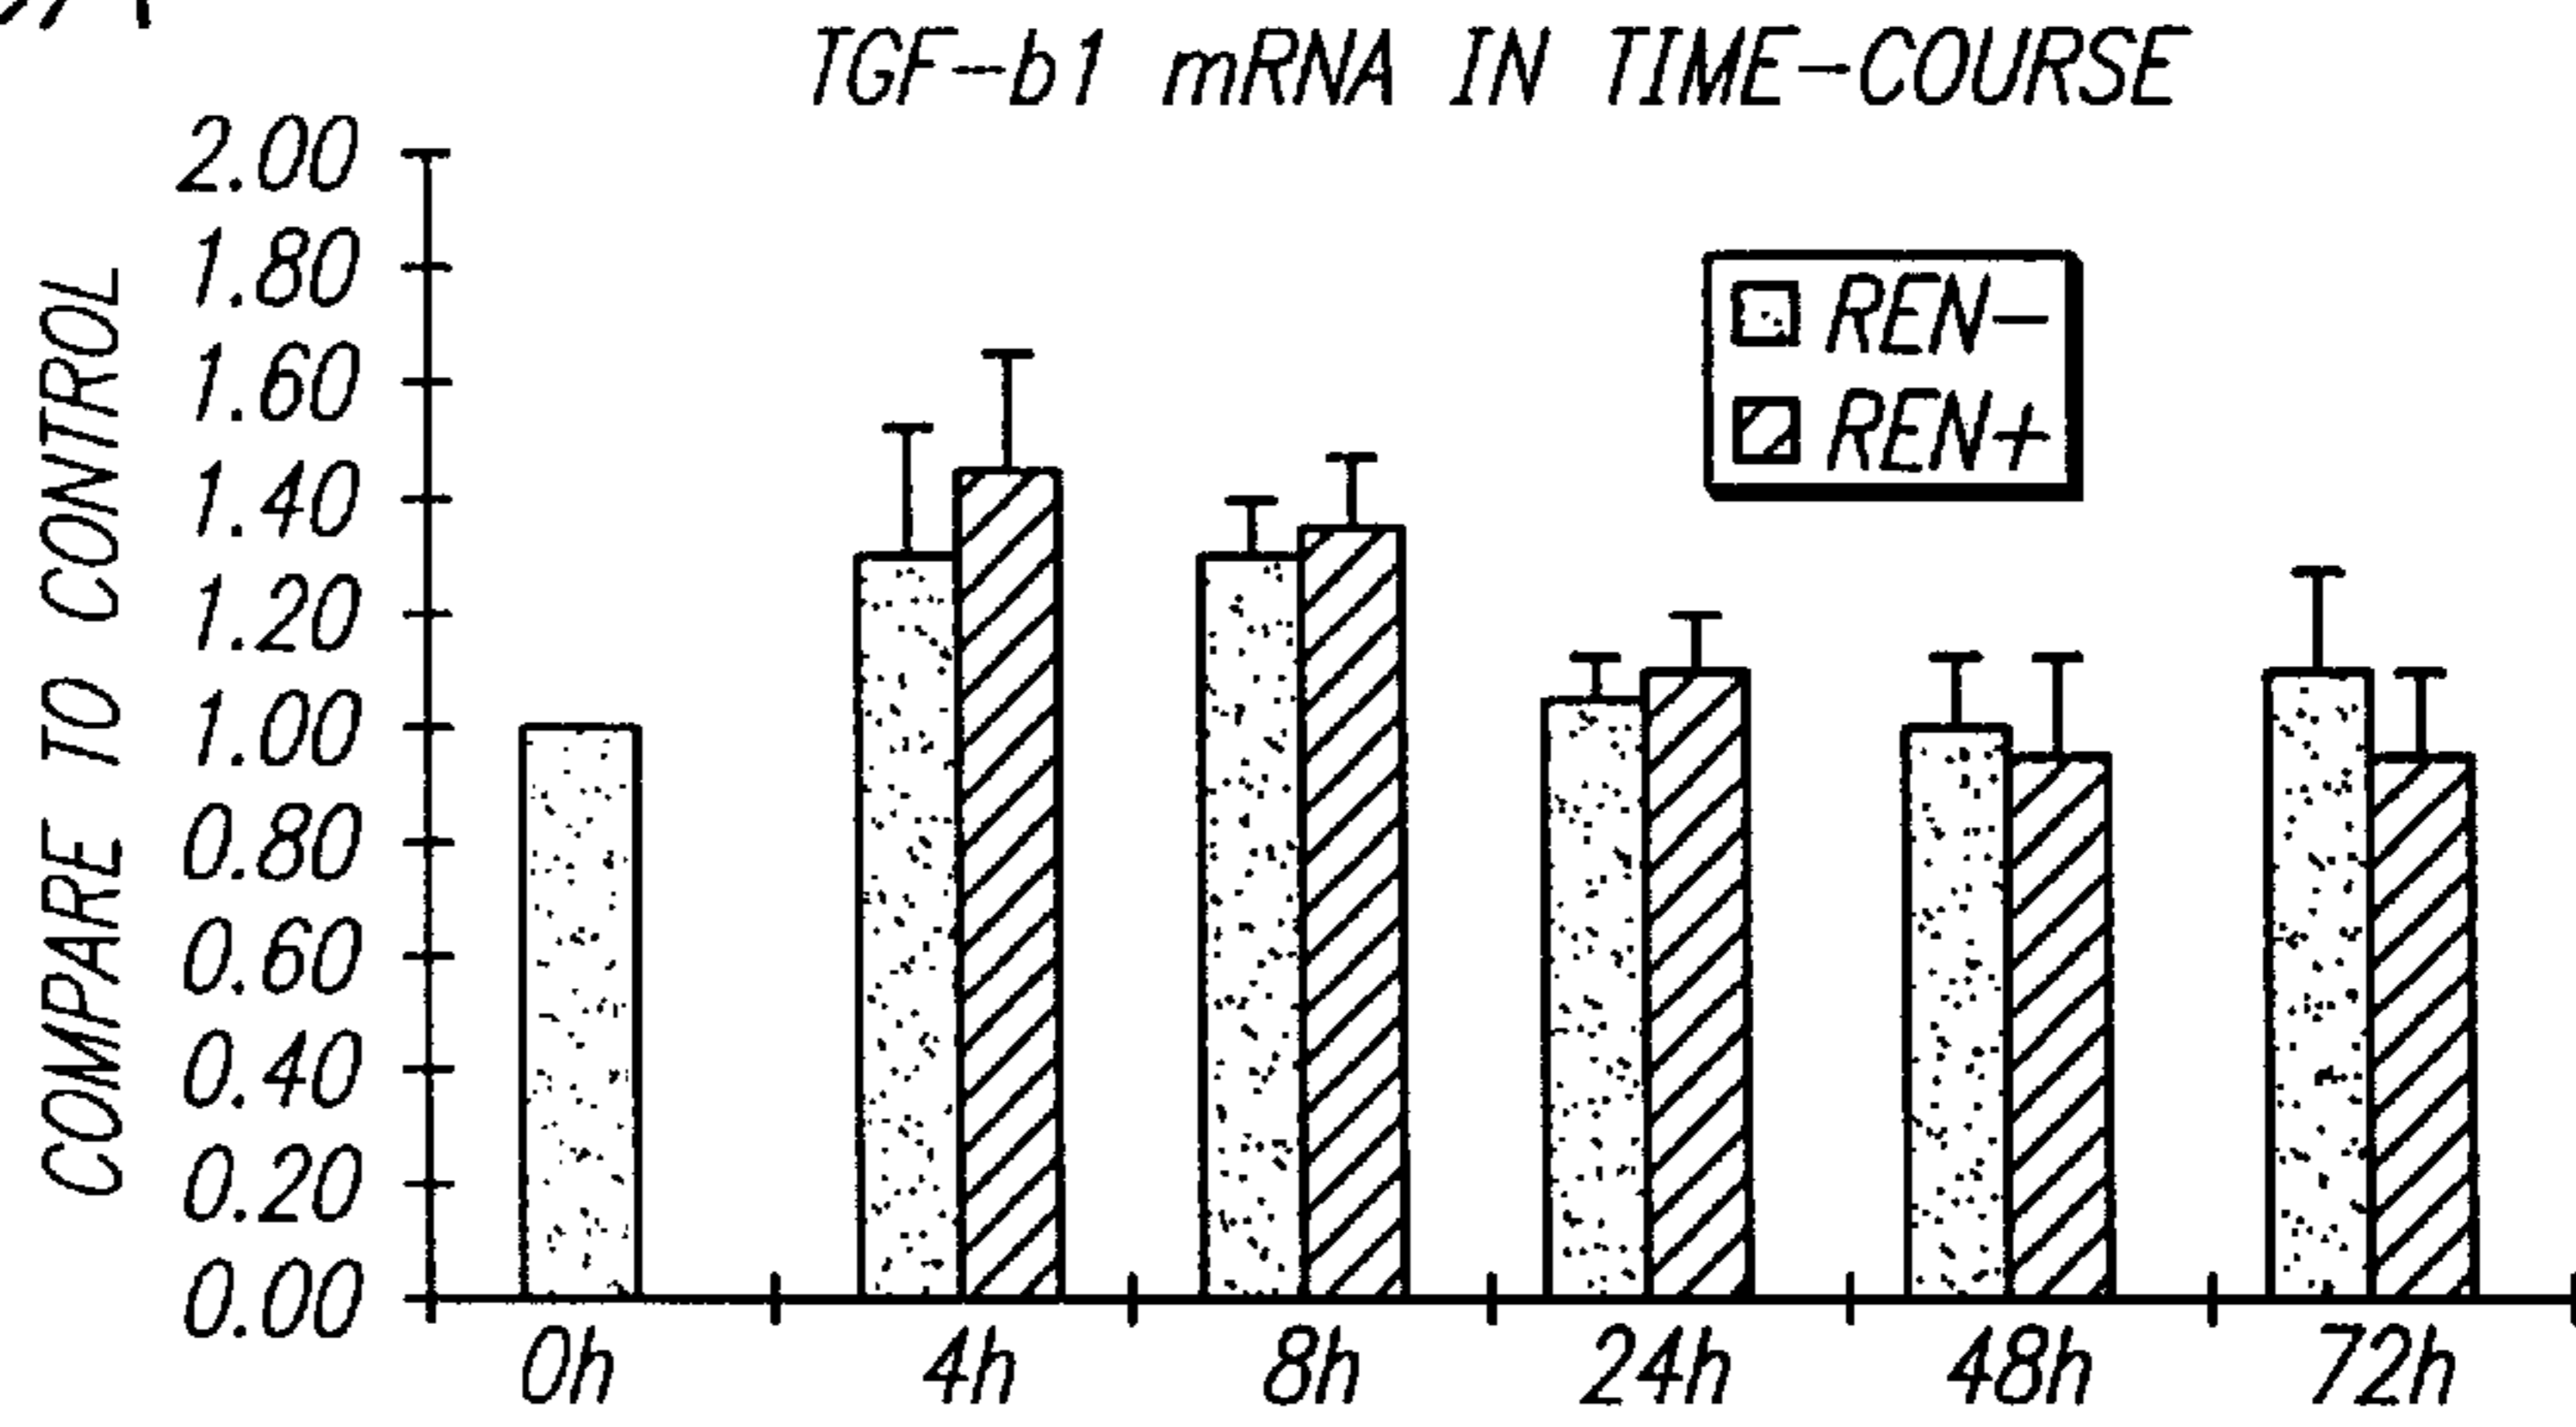 TGF-b1 mRNA IN TIME-COURSE
COMPARE TO CONTROL
2.00
1.80
1.60
1.40
1.20
1.00
0.80
0.60
0.40
0.20
0.00
REN-
REN+
0h 4h 8h 24h 48h 72h